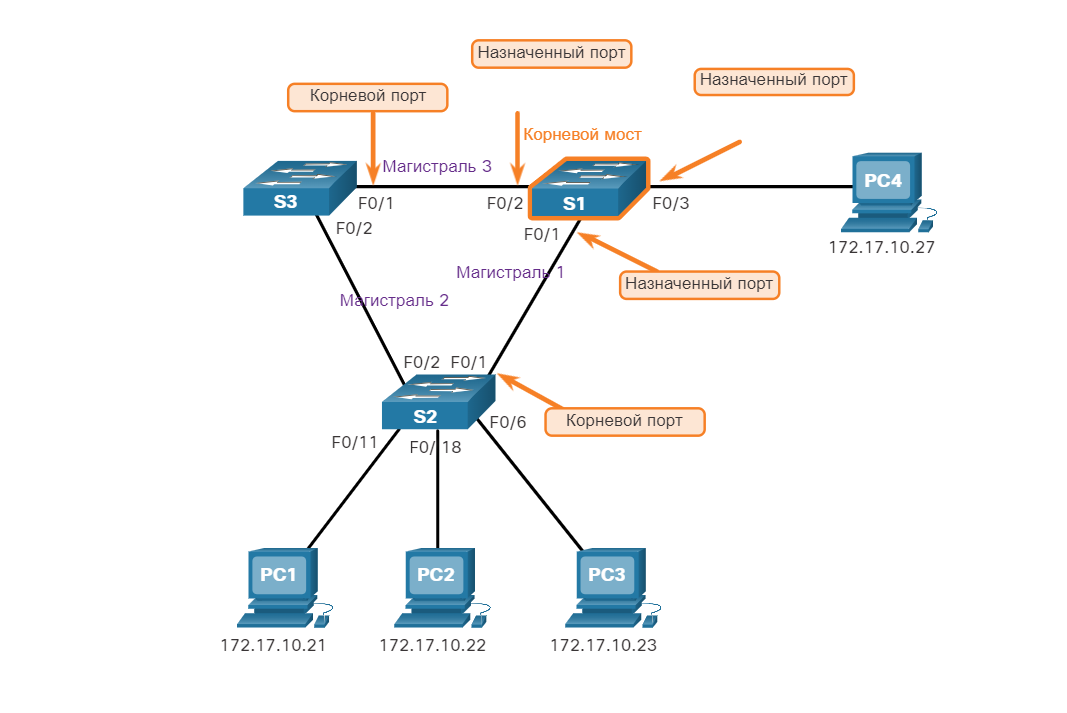 Назначенный порт
Назначенный порт
Корневой порт
Корневой мост
Магистраль 3
S3
F0/1
F0/2
S1
F0/3
PC4
F0/2
F0/1
172.17.10.27
Магистраль 1
Назначенный порт
Магистраль 2
F0/2
F0/1
S2
Корневой порт
F0/6
F0/11
F0/18
PC1
PC2
PC3
172.17.10.21
172.17.10.22
172.17.10.23